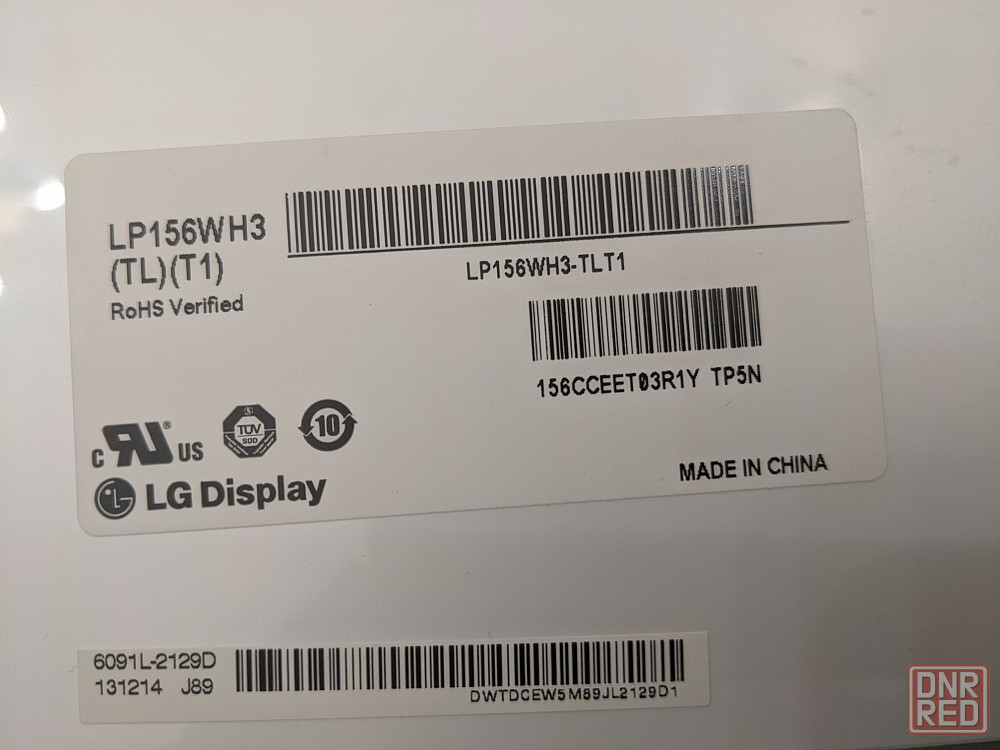 LP156WH3
(TL)(T1)
RoHS Verified
LP156WH3-TLT1
156CCEET03R1Y TP5N
c RU® US
TÜV
SÜD
10
LG Display
MADE IN CHINA
6091L-2129D
131214 J89
DWTDCEW5M89JL2129D1
DNR
RED